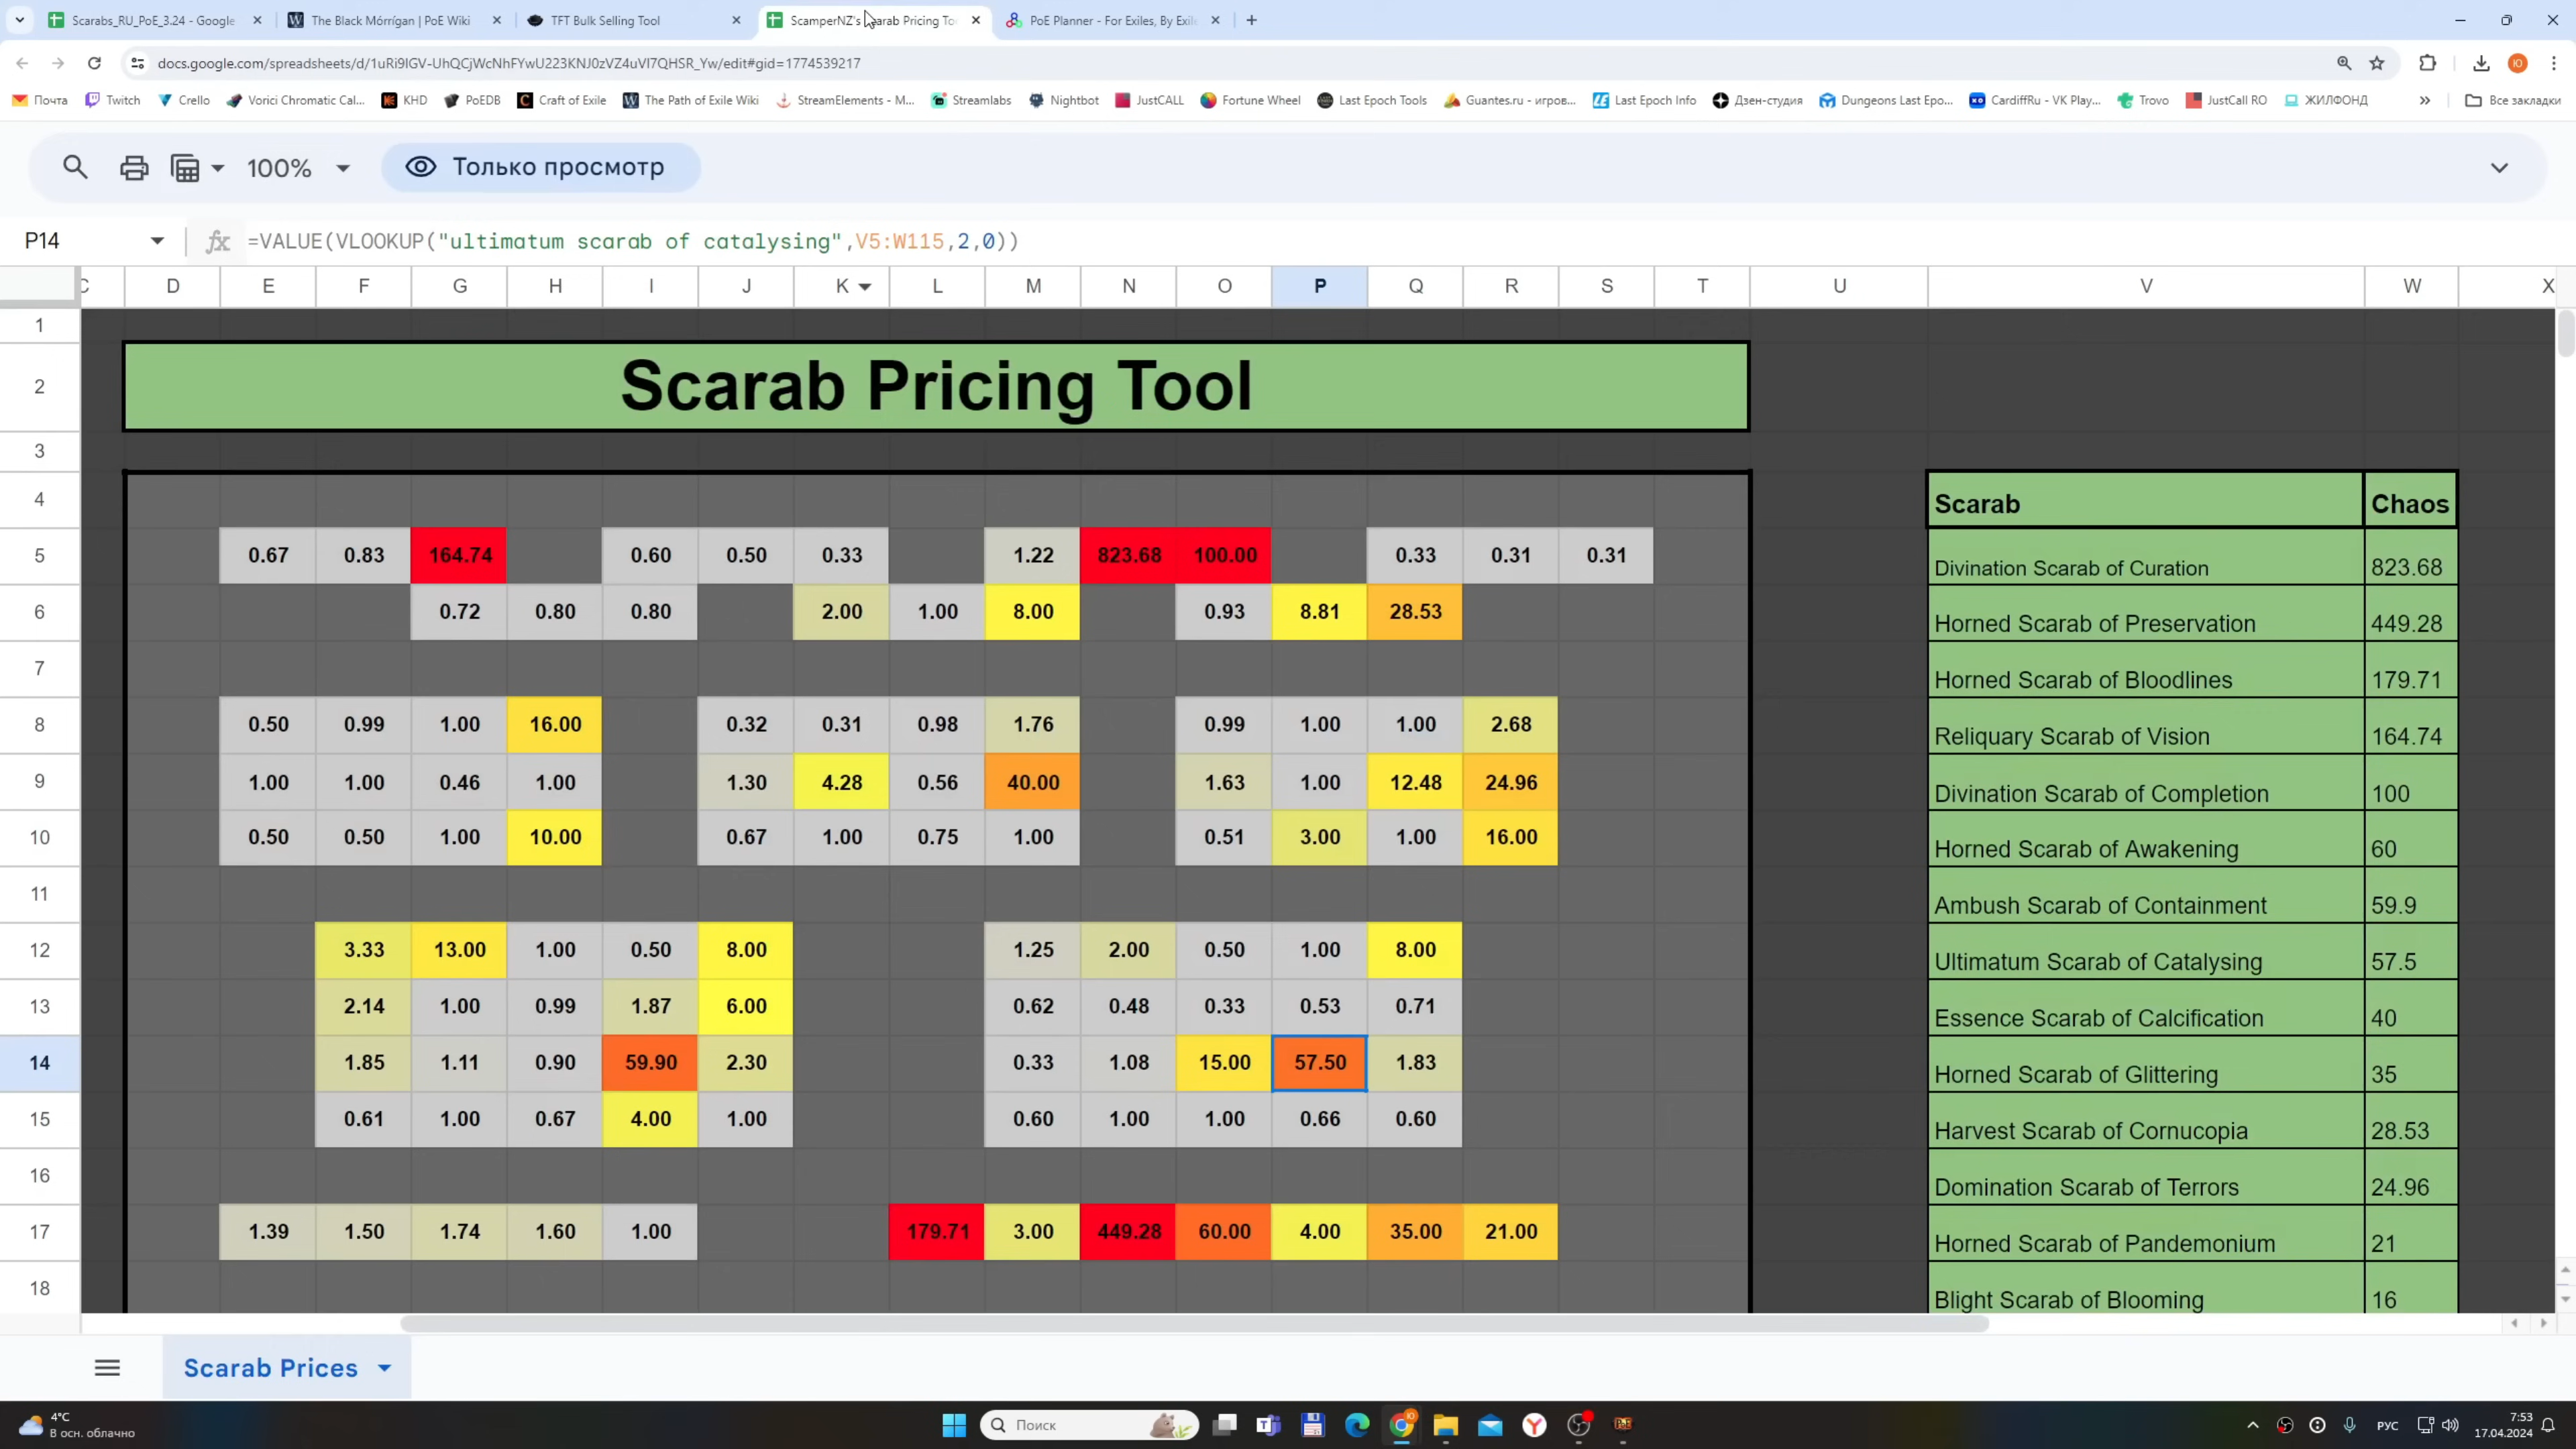 Scarabs_RU_PoE_3.24 - Google
The Black Mórrígan | PoE Wiki
TFT Bulk Selling Tool
ScamperNZ's Scarab Pricing To
PoE Planner - For Exiles, By Exile
docs.google.com/spreadsheets/d/1uRi9IGV-UhQCjWcNhFYwU223KNJ0zVZ4uVI7QHSR_Yw/edit#gid=1774539217
Почта Twitch Crello Vorici Chromatic Cal... KHD PoEDB Craft of Exile The Path of Exile Wiki StreamElements - M... Streamlabs Nightbot JustCALL Fortune Wheel Last Epoch Tools Guantes.ru - игров... Last Epoch Info Дзен-студия Dungeons Last Epo... CardiffRu - VK Play... Trovo JustCall RO ЖИЛФОНД » Все закладки
100% Только просмотр
P14 fx =VALUE(VLOOKUP("ultimatum scarab of catalysing",V5:W115,2,0))
C D E F G H I J K L M N O P Q R S T U V W X
1
2 Scarab Pricing Tool
3
4 Scarab Chaos
5 0.67 0.83 164.74 0.60 0.50 0.33 1.22 823.68 100.00 0.33 0.31 0.31 Divination Scarab of Curation 823.68
6 0.72 0.80 0.80 2.00 1.00 8.00 0.93 8.81 28.53 Horned Scarab of Preservation 449.28
7 Horned Scarab of Bloodlines 179.71
8 0.50 0.99 1.00 16.00 0.32 0.31 0.98 1.76 0.99 1.00 1.00 2.68 Reliquary Scarab of Vision 164.74
9 1.00 1.00 0.46 1.00 1.30 4.28 0.56 40.00 1.63 1.00 12.48 24.96 Divination Scarab of Completion 100
10 0.50 0.50 1.00 10.00 0.67 1.00 0.75 1.00 0.51 3.00 1.00 16.00 Horned Scarab of Awakening 60
11 Ambush Scarab of Containment 59.9
12 3.33 13.00 1.00 0.50 8.00 1.25 2.00 0.50 1.00 8.00 Ultimatum Scarab of Catalysing 57.5
13 2.14 1.00 0.99 1.87 6.00 0.62 0.48 0.33 0.53 0.71 Essence Scarab of Calcification 40
14 1.85 1.11 0.90 59.90 2.30 0.33 1.08 15.00 57.50 1.83 Horned Scarab of Glittering 35
15 0.61 1.00 0.67 4.00 1.00 0.60 1.00 1.00 0.66 0.60 Harvest Scarab of Cornucopia 28.53
16 Domination Scarab of Terrors 24.96
17 1.39 1.50 1.74 1.60 1.00 179.71 3.00 449.28 60.00 4.00 35.00 21.00 Horned Scarab of Pandemonium 21
18 Blight Scarab of Blooming 16
Scarab Prices
4°C
В осн. облачно
Поиск
РУС
7:53
17.04.2024